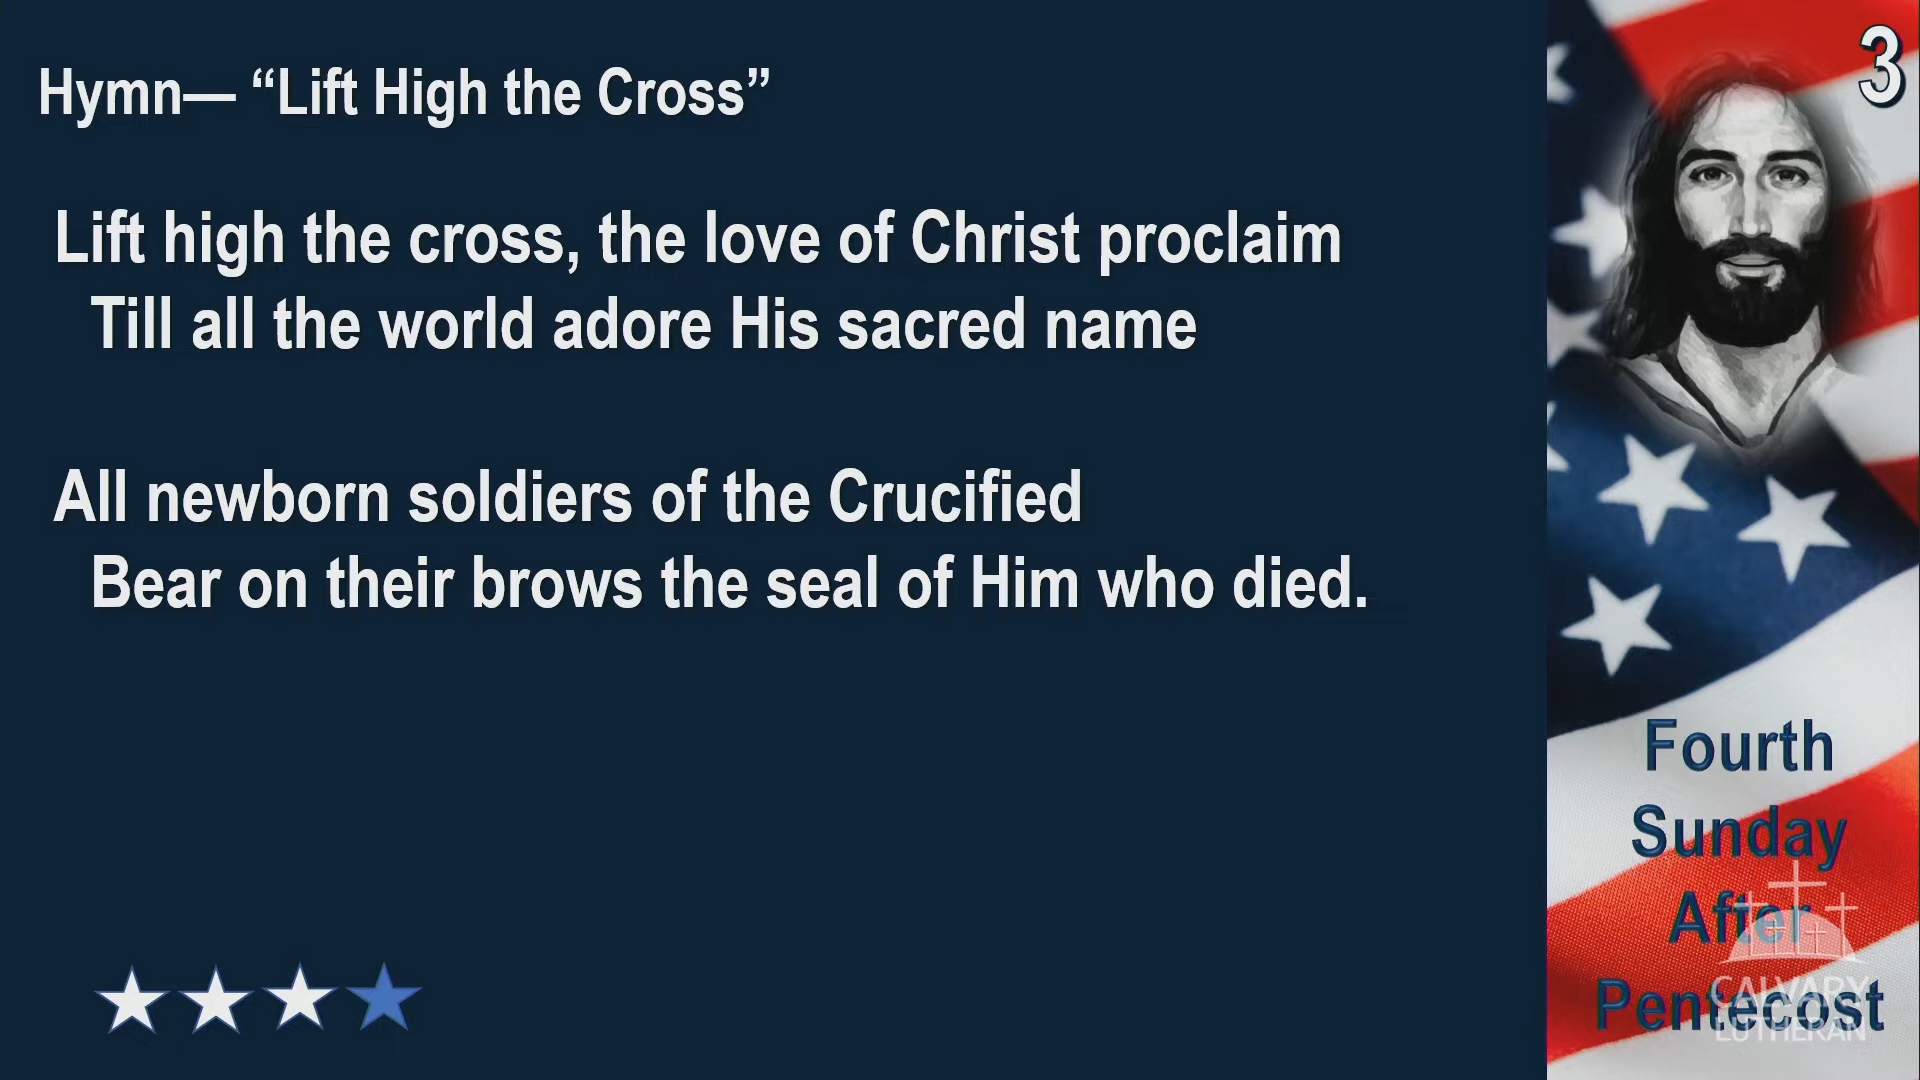 Hymn— “Lift High the Cross”
Lift high the cross, the love of Christ proclaim
Till all the world adore His sacred name
All newborn soldiers of the Crucified
Bear on their brows the seal of Him who died.
3
Fourth
Sunday
After
Pentecost
CALVARY
LUTHERAN